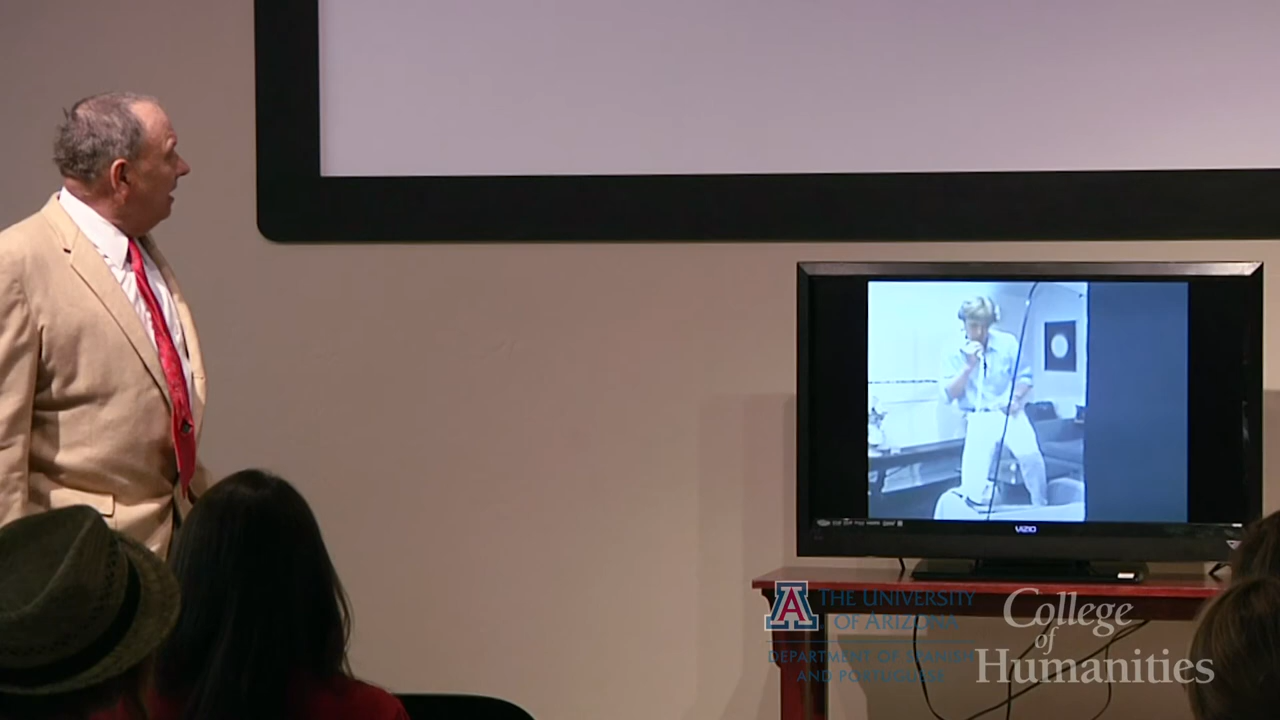 VIZIO
A
THE UNIVERSITY
OF ARIZONA
DEPARTMENT OF SPANISH
AND PORTUGUESE
College
of
Humanities